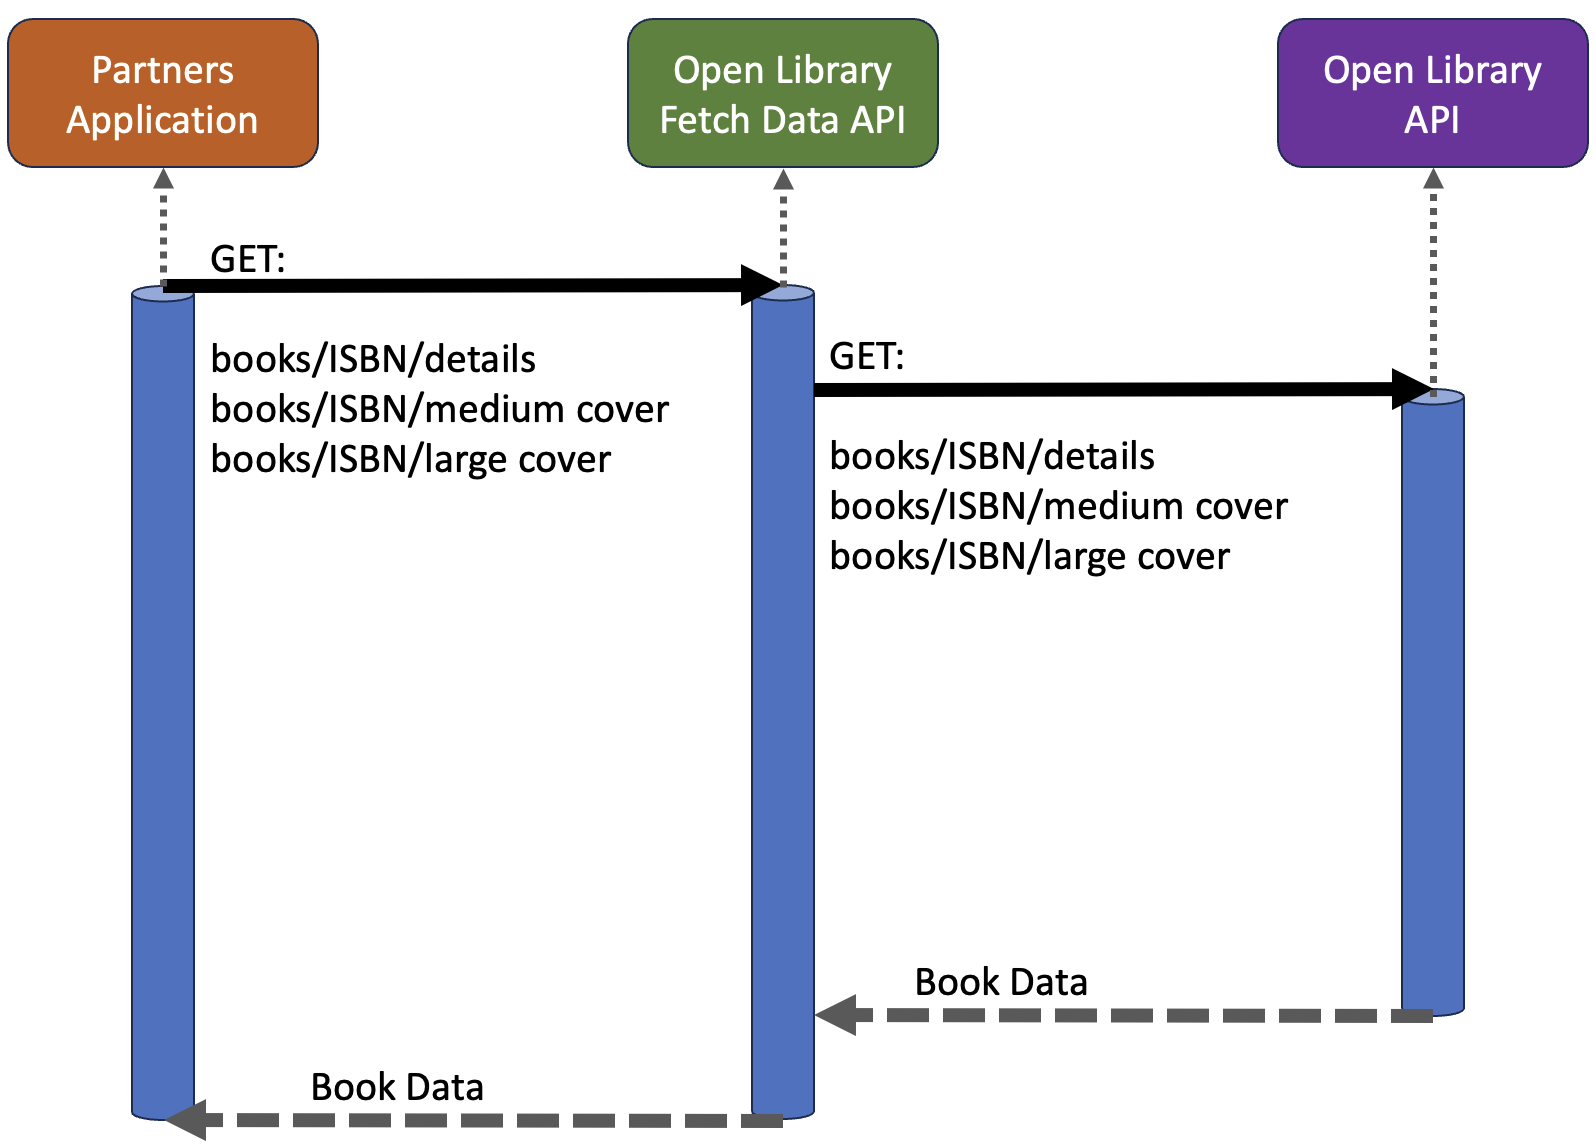 Partners
Application
Open Library
Fetch Data API
Open Library
API
GET:
books/ISBN/details
books/ISBN/medium cover
books/ISBN/large cover
GET:
books/ISBN/details
books/ISBN/medium cover
books/ISBN/large cover
Book Data
Book Data